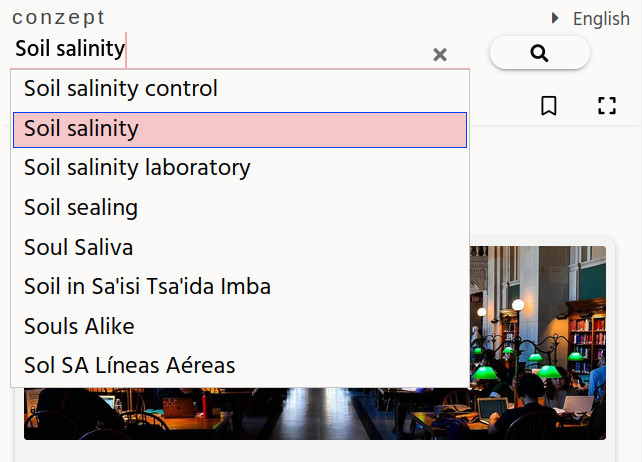 conzept
English
Soil salinity
Soil salinity control
Soil salinity
Soil salinity laboratory
Soil sealing
Soul Saliva
Soil in Sa'isi Tsa'ida Imba
Souls Alike
Sol SA Líneas Aéreas